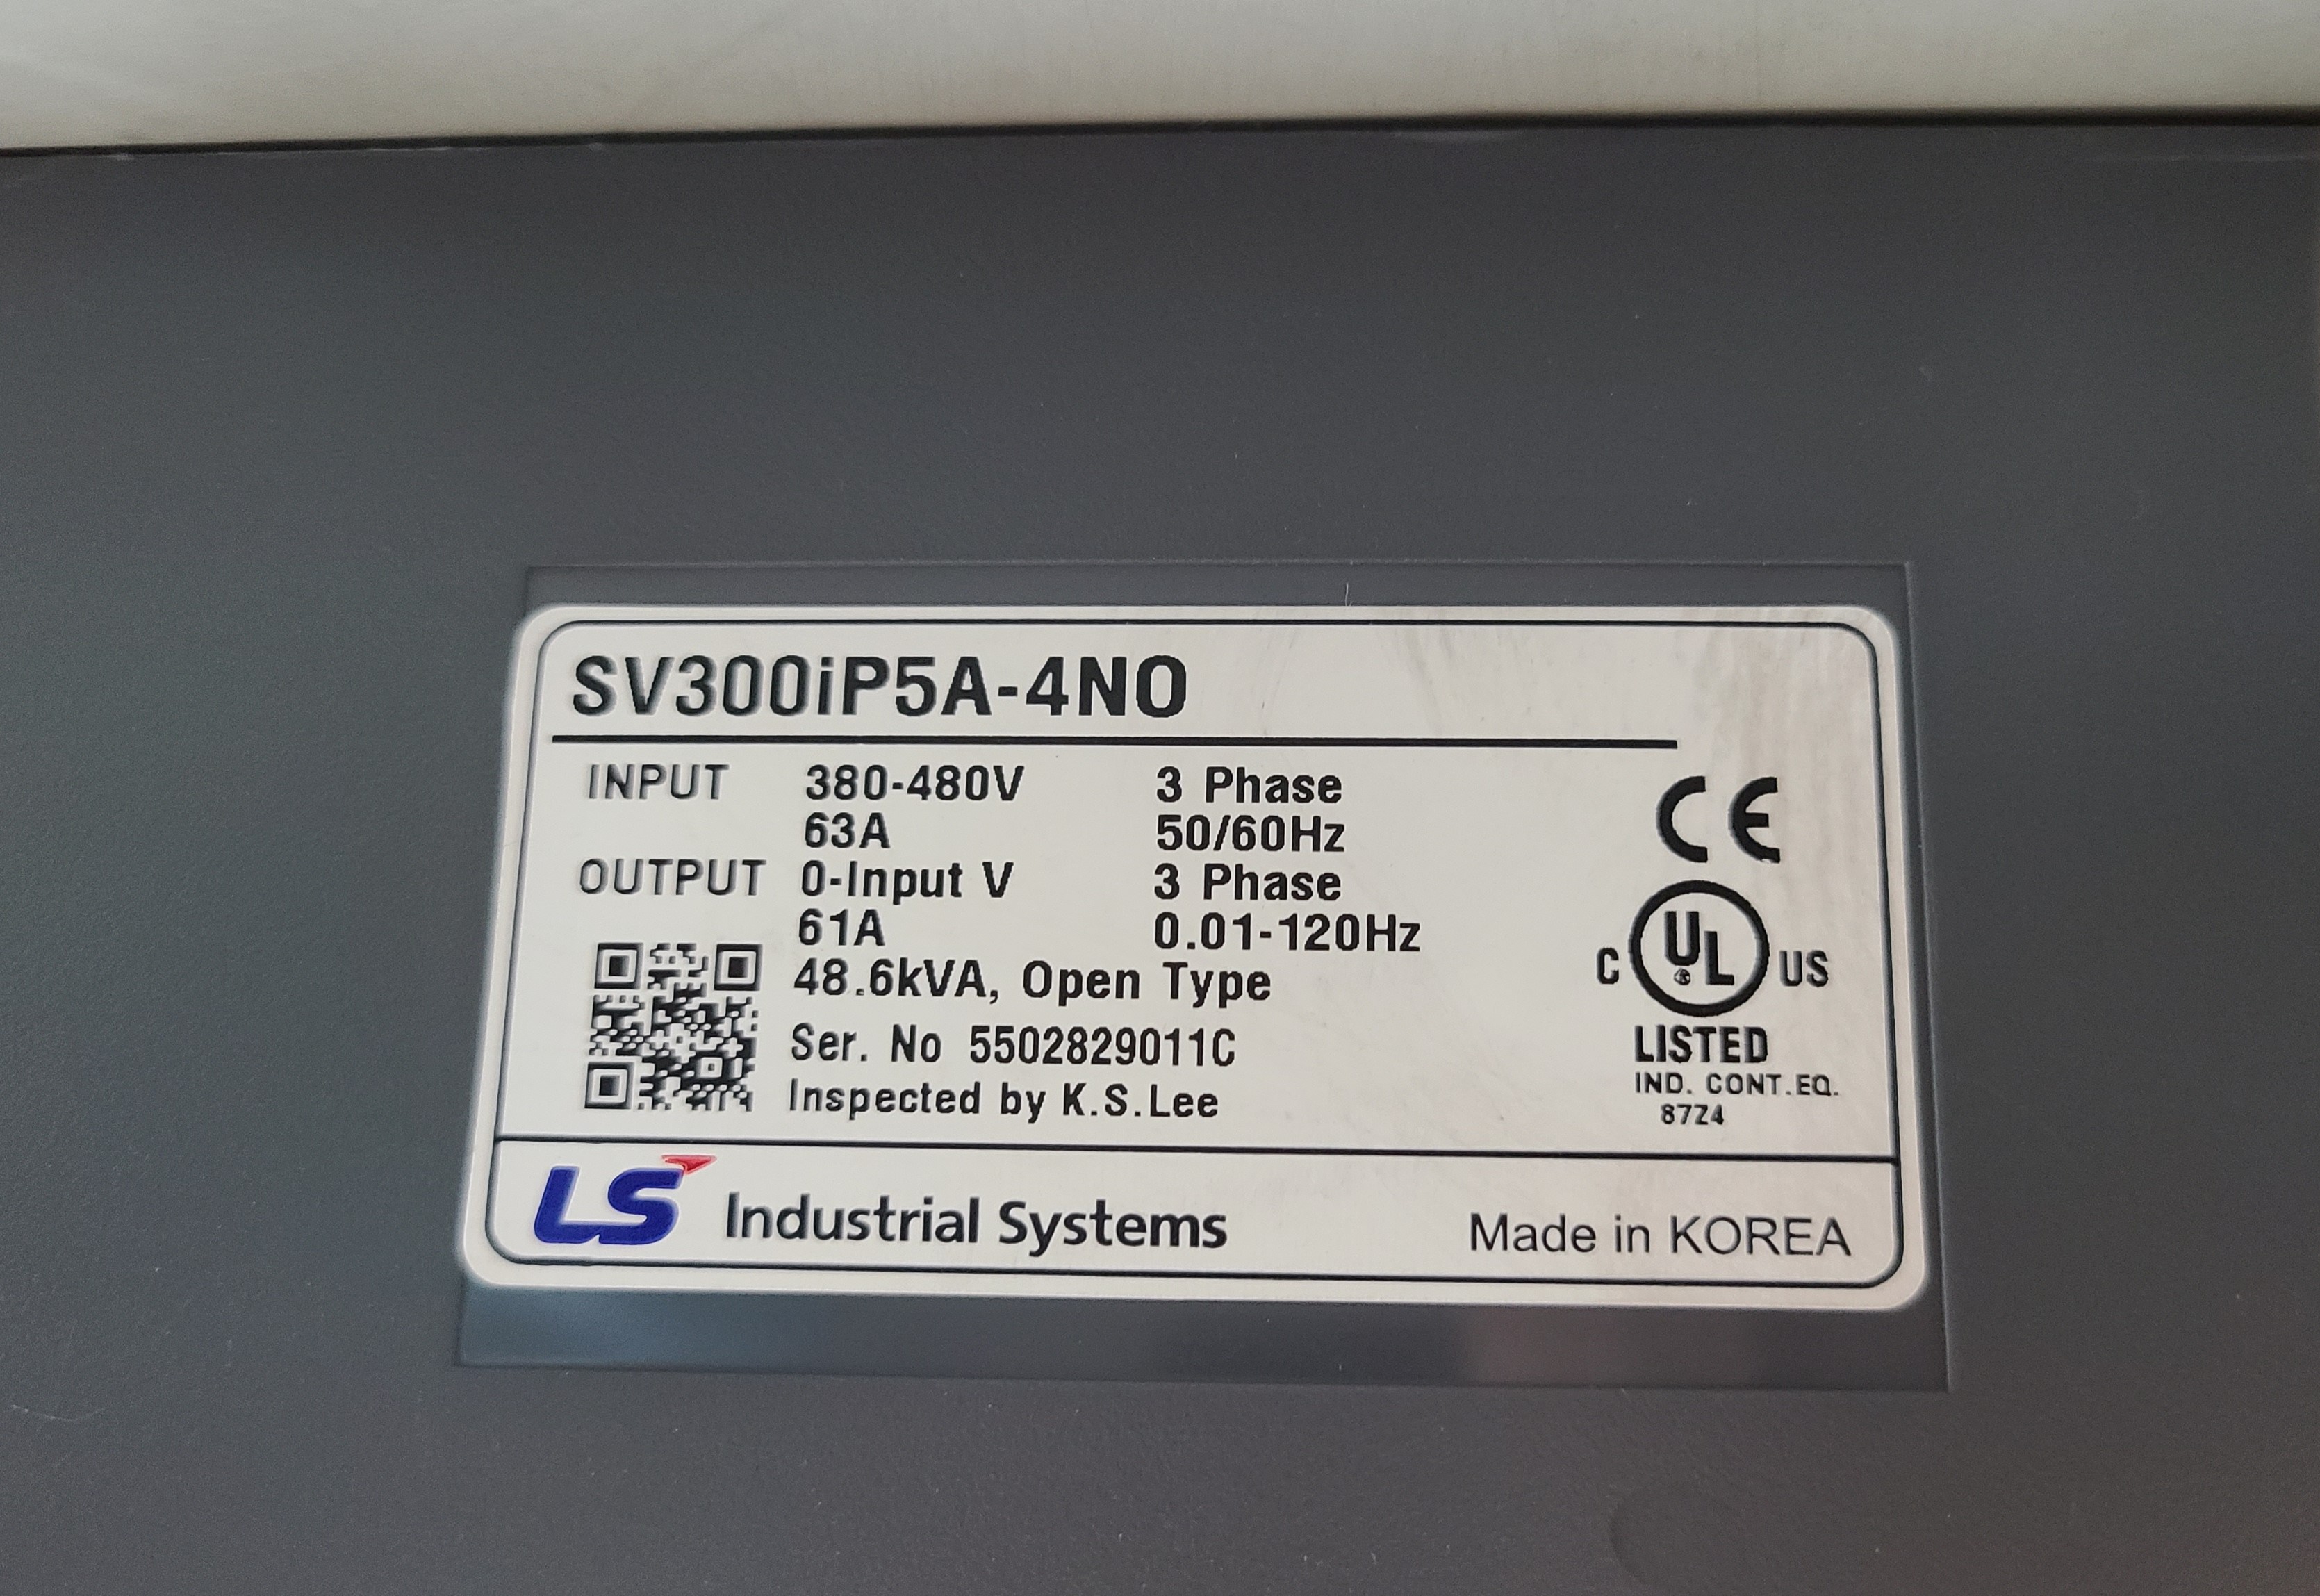 SV300iP5A-4NO
INPUT 380-480V 3 Phase
63A 50/60Hz
OUTPUT 0-Input V 3 Phase
61A 0.01-120Hz
48.6kVA, Open Type
Ser. No 5502829011C
Inspected by K.S.Lee
CE
C UL ® US
LISTED
IND. CONT.EQ.
87Z4
LS Industrial Systems
Made in KOREA